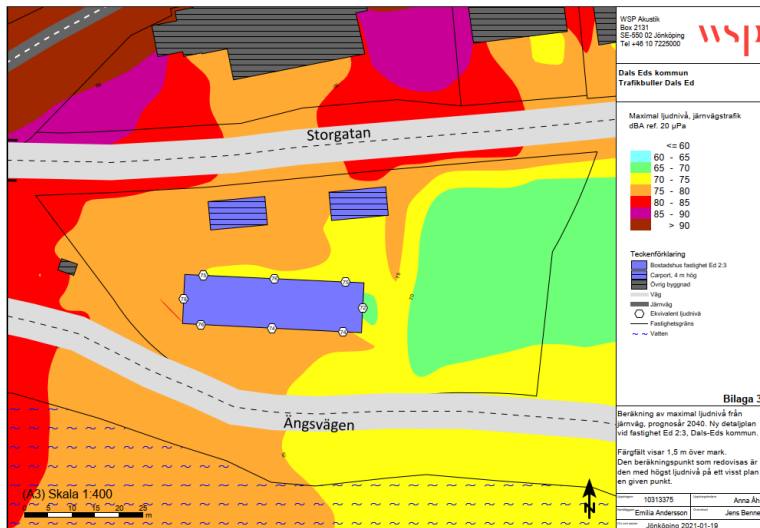 WSP Akustik
Box 2131
SE-550 02 Jönköping
Tel +46 10 7225000
wsp
Dals Eds kommun
Trafikbuller Dals Ed
Maximal ljudnivå, järnvägstrafik
dBA ref. 20 µPa
<= 60
60 - 65
65 - 70
70 - 75
75 - 80
80 - 85
85 - 90
> 90
Teckenförklaring
Bostadshus fastighet Ed 2:3
Carport, 4 m hög
Övrig byggnad
Väg
Järnväg
Ekvivalent ljudnivå
Fastighetsgräns
Vatten
Storgatan
Ängsvägen
75
70
(A3) Skala 1:400
0 5 10 15 20 25
m
N
Bilaga 3
Beräkning av maximal ljudnivå från
järnväg, prognosår 2040. Ny detaljplan
vid fastighet Ed 2:3, Dals-Eds kommun.
Färgfält visar 1,5 m över mark.
Den beräkningspunkt som redovisas är
den med högst ljudnivå på ett visst plan
en given punkt.
10313375
Anna Åh
Emilia Andersson
Jens Benne
Jönköping 2021-01-19